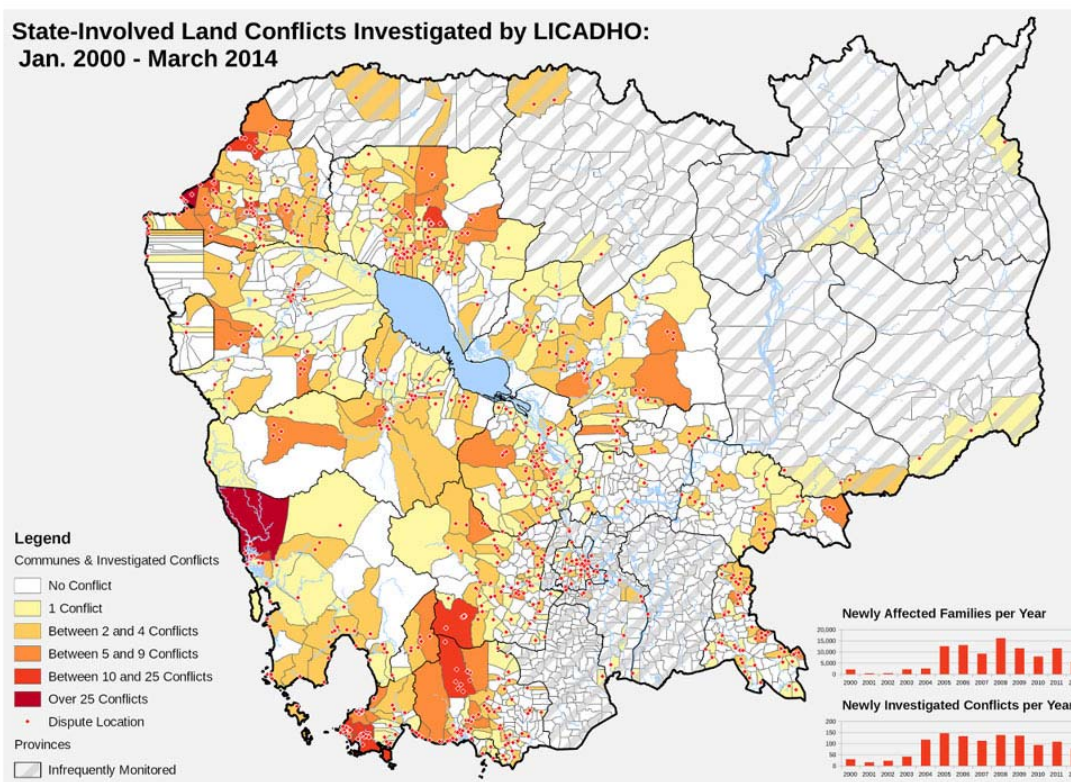 State-Involved Land Conflicts Investigated by LICADHO:
Jan. 2000 - March 2014
Legend
Communes & Investigated Conflicts
No Conflict
1 Conflict
Between 2 and 4 Conflicts
Between 5 and 9 Conflicts
Between 10 and 25 Conflicts
Over 25 Conflicts
Dispute Location
Provinces
Infrequently Monitored
Newly Affected Families per Year
20,000
15,000
10,000
5,000
0
2000 2001 2002 2003 2004 2005 2006 2007 2008 2009 2010 2011
Newly Investigated Conflicts per Year
200
150
100
50
0
2000 2001 2002 2003 2004 2005 2006 2007 2008 2009 2010 2011